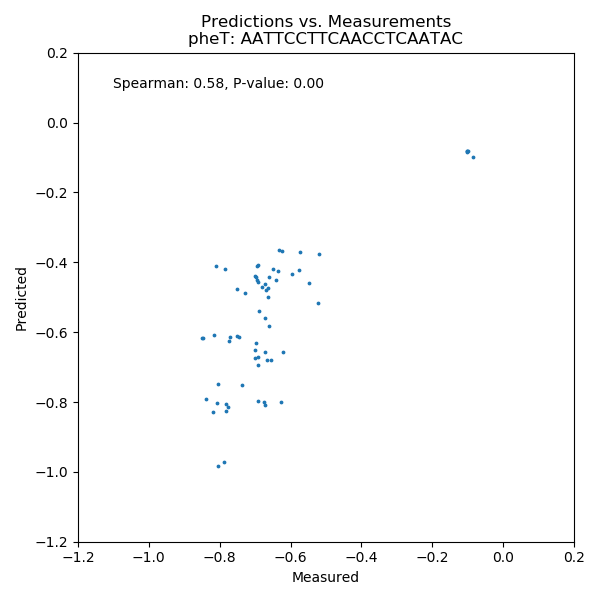 Predictions vs. Measurements
pheT: AATTCCTTCAACCTCAATAC
Spearman: 0.58, P-value: 0.00
Predicted
0.2
0.0
−0.2
−0.4
−0.6
−0.8
−1.0
−1.2
−1.2 −1.0 −0.8 −0.6 −0.4 −0.2 0.0 0.2
Measured